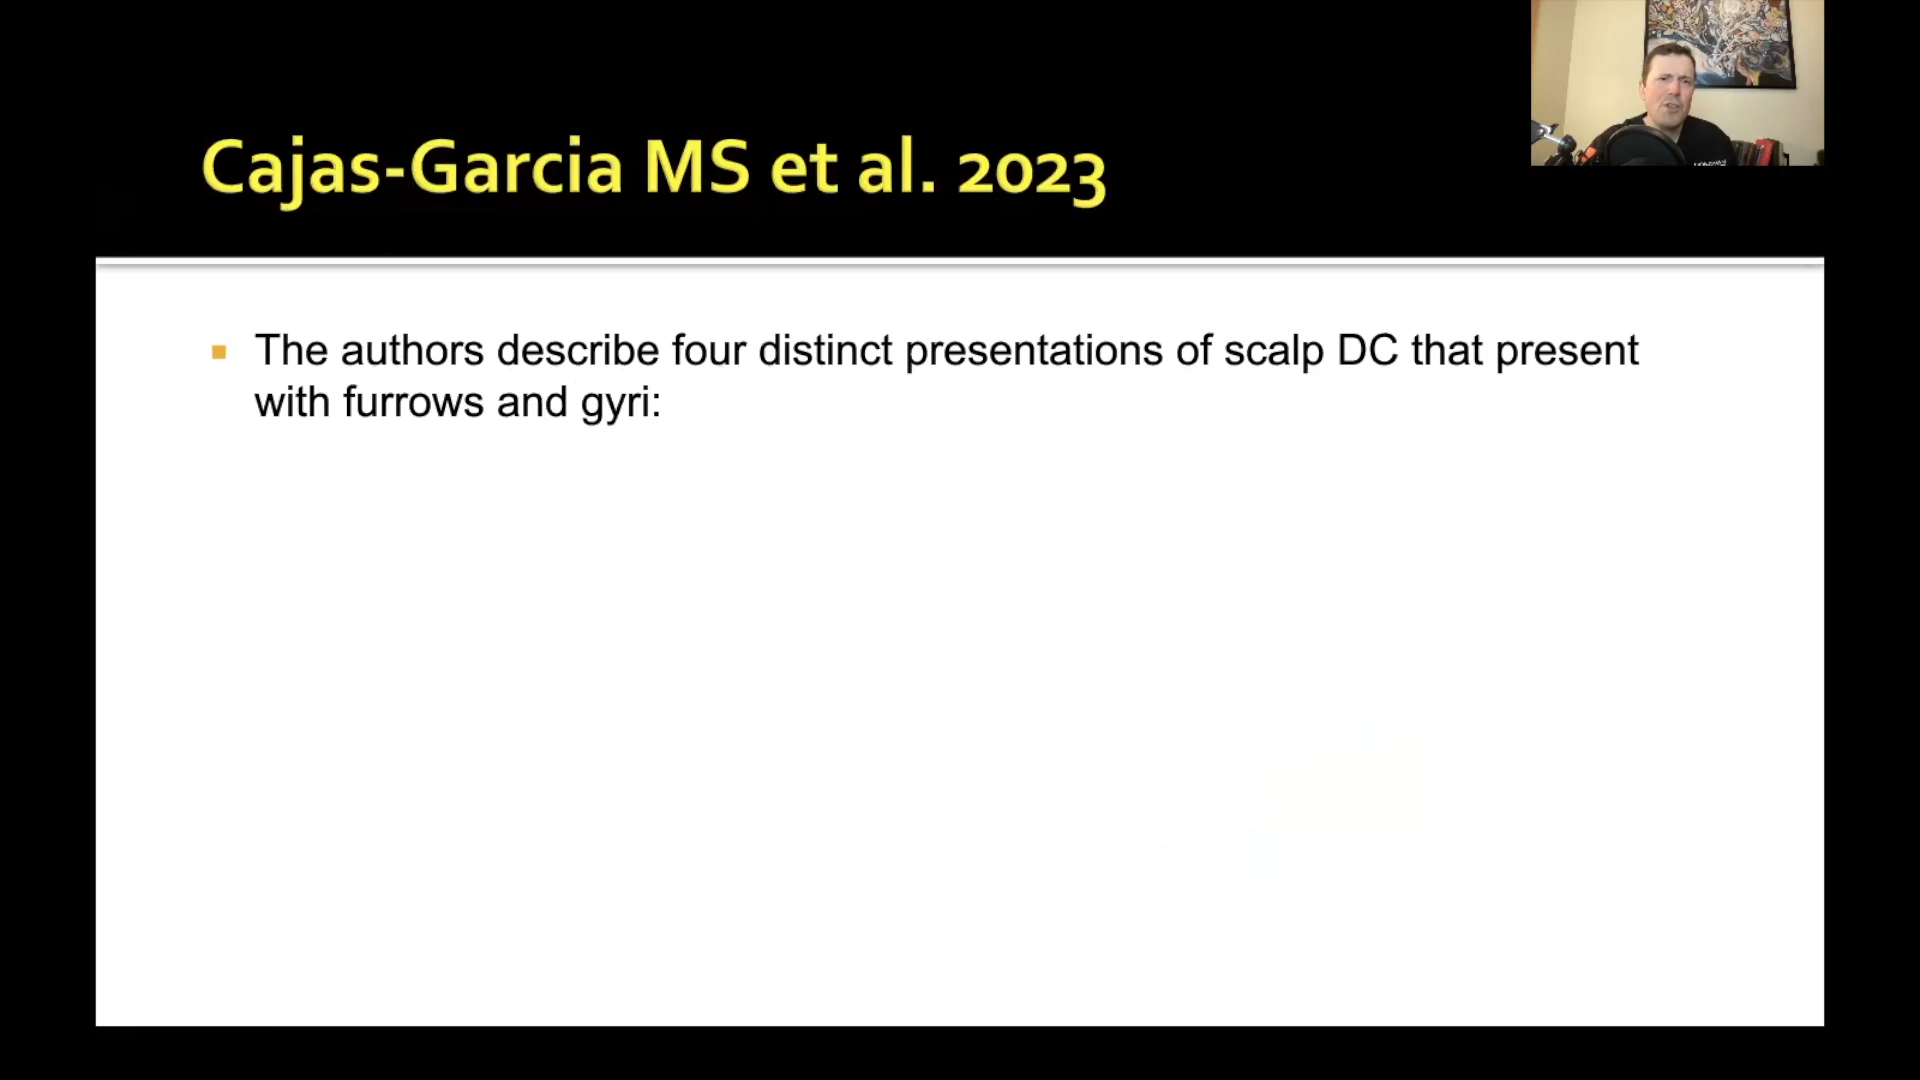 Cajas-Garcia MS et al. 2023
The authors describe four distinct presentations of scalp DC that present
with furrows and gyri: